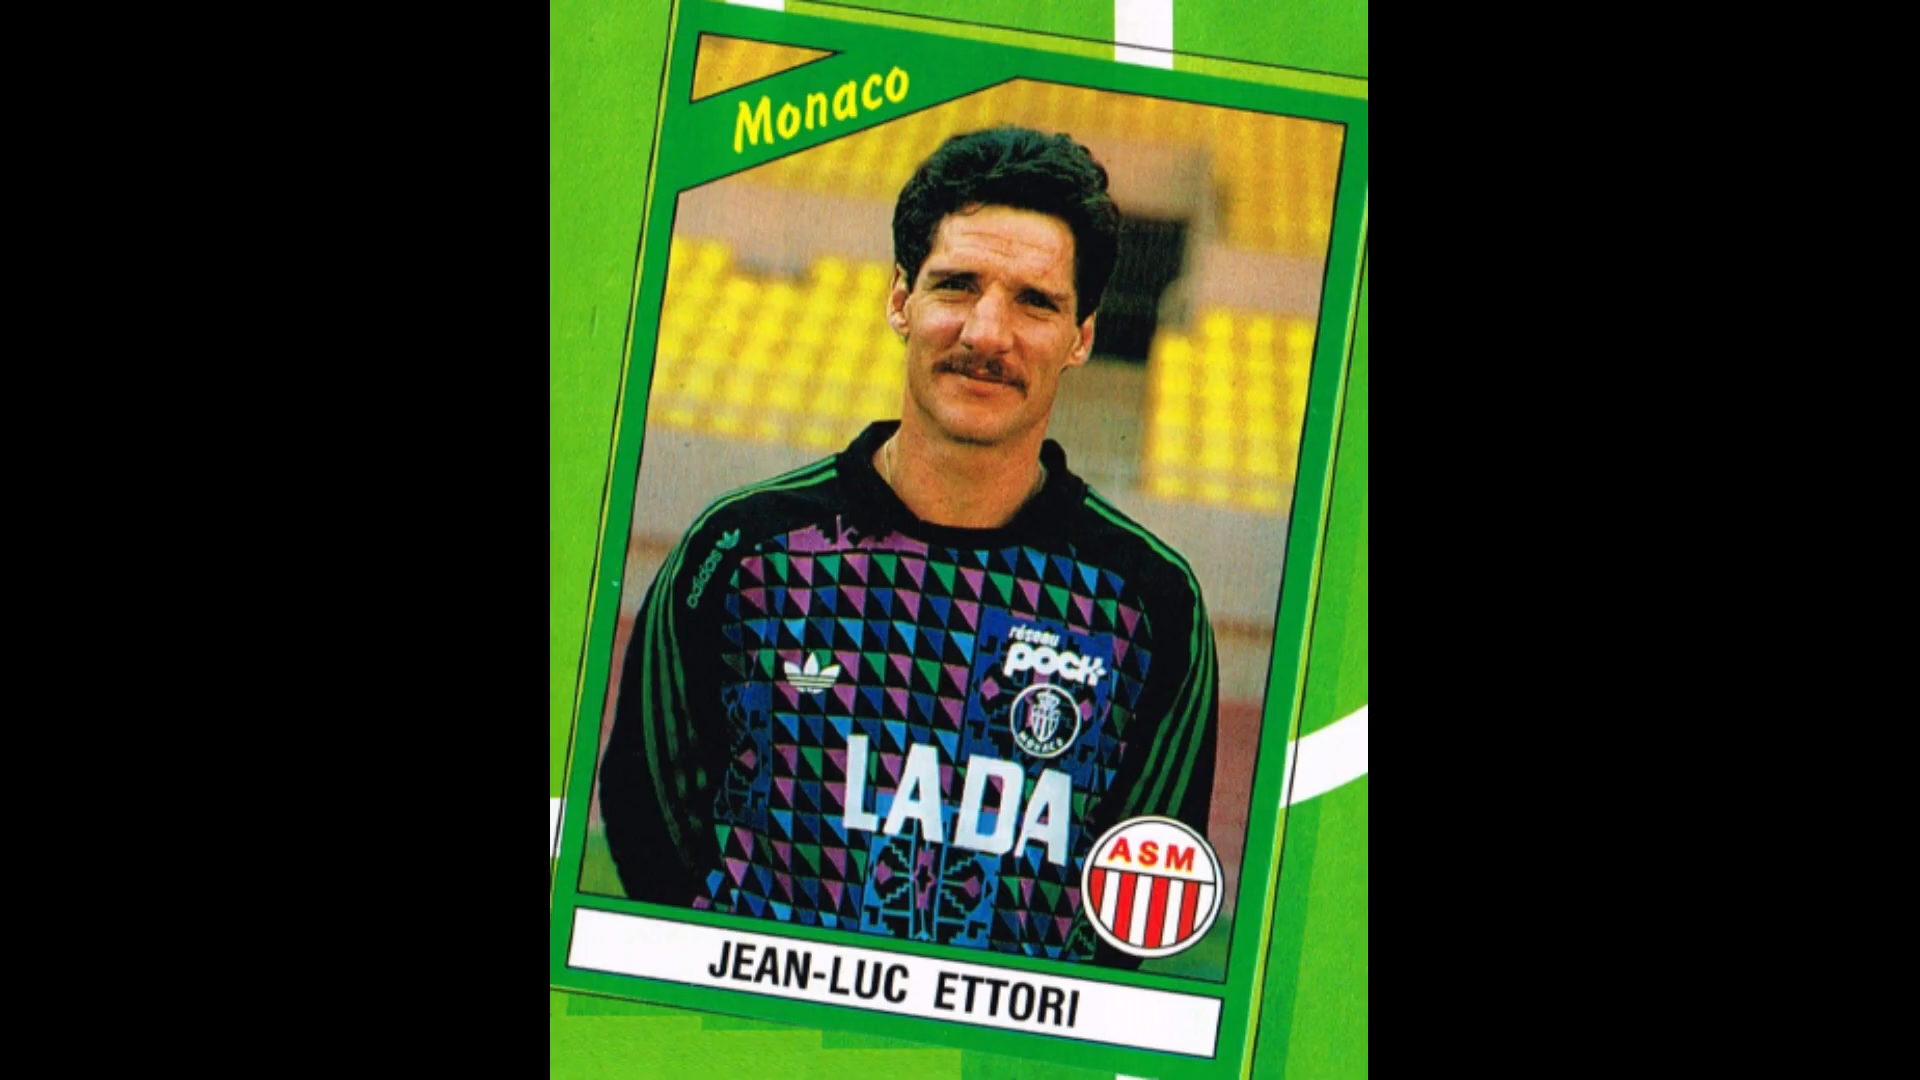 Monaco
adidas
réseau
pock
MONACO
LADA
ASM
JEAN-LUC ETTORI